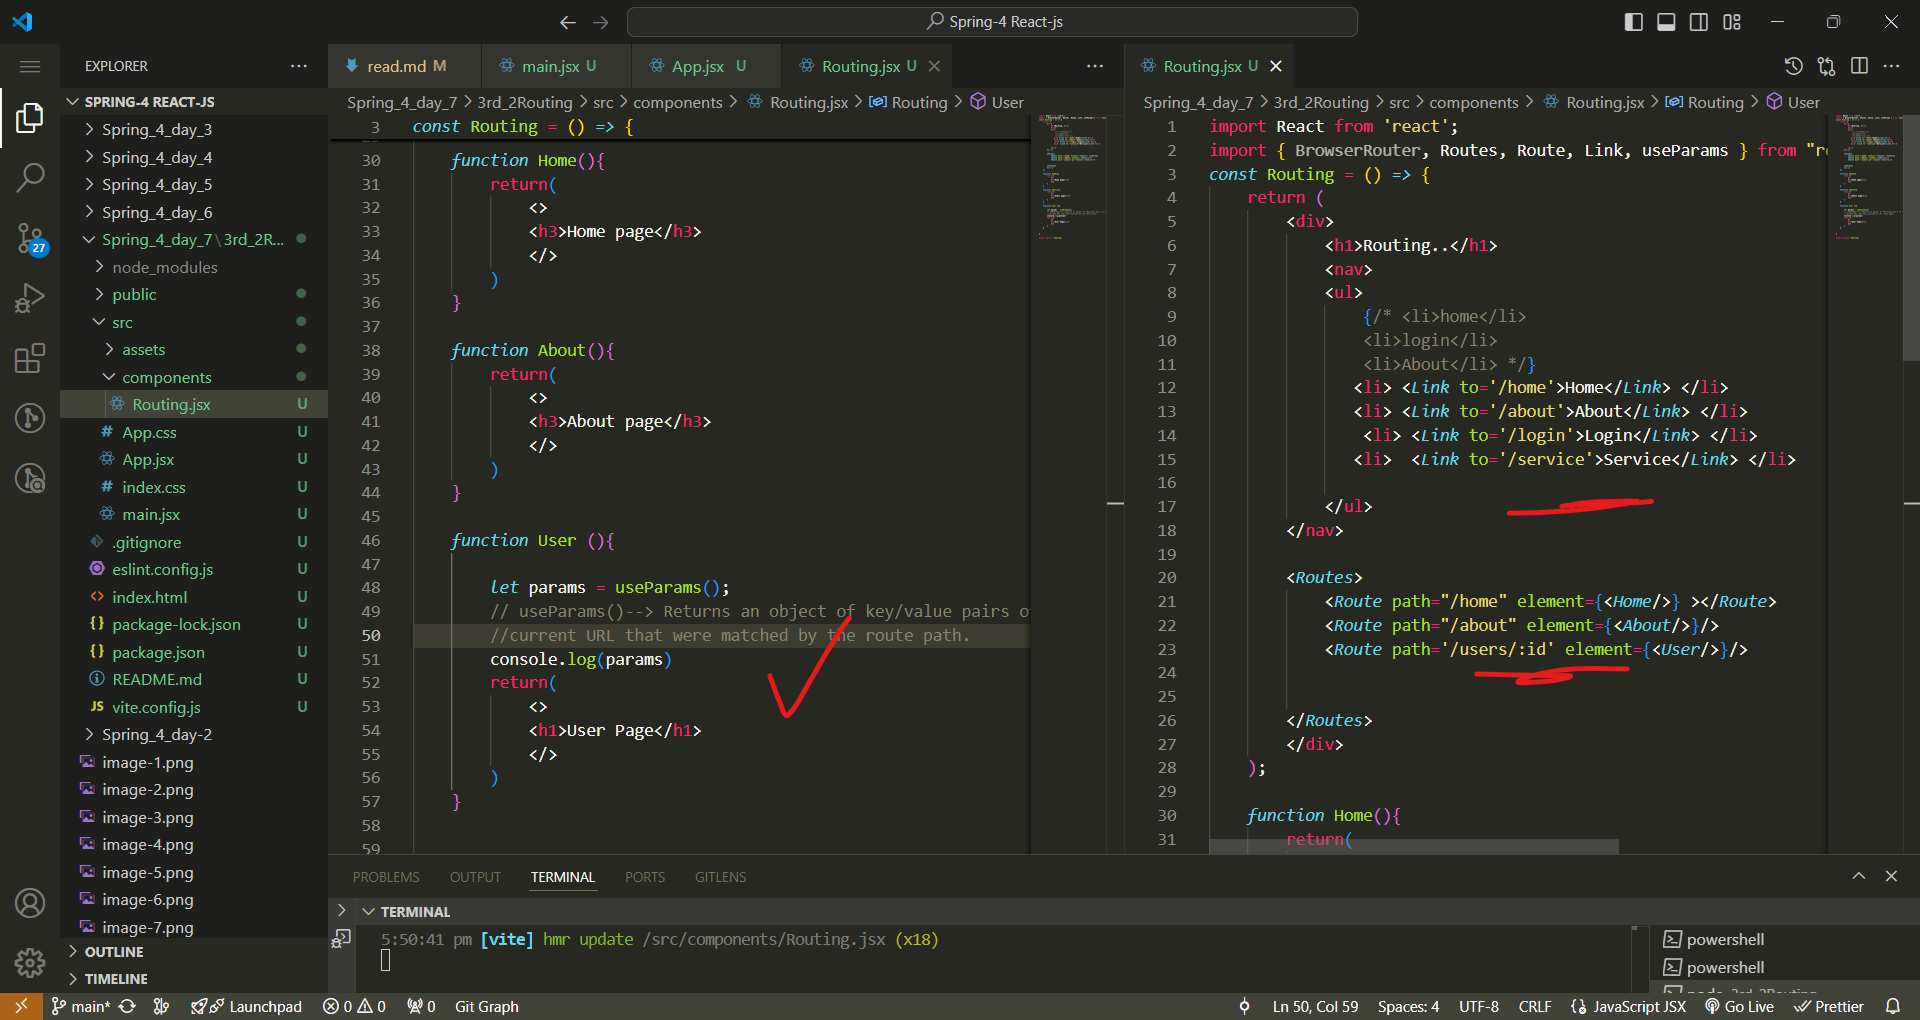 Spring-4 React-js
EXPLORER
SPRING-4 REACT-JS
Spring_4_day_3
Spring_4_day_4
Spring_4_day_5
Spring_4_day_6
Spring_4_day_7\3rd_2R...
node_modules
public
src
assets
components
Routing.jsx U
App.css U
App.jsx U
index.css U
main.jsx U
.gitignore U
eslint.config.js U
index.html U
package-lock.json U
package.json U
README.md U
vite.config.js U
Spring_4_day-2
image-1.png
image-2.png
image-3.png
image-4.png
image-5.png
image-6.png
image-7.png
OUTLINE
TIMELINE
27
read.md M
main.jsx U
App.jsx U
Routing.jsx U
Spring_4_day_7 > 3rd_2Routing > src > components > Routing.jsx > Routing > User
3 const Routing = () => {
30 function Home(){
31 return(
32 <>
33 <h3>Home page</h3>
34 </>
35 )
36 }
37
38 function About(){
39 return(
40 <>
41 <h3>About page</h3>
42 </>
43 )
44 }
45
46 function User (){
47
48 let params = useParams();
49 // useParams()--> Returns an object of key/value pairs o
50 //current URL that were matched by the route path.
51 console.log(params)
52 return(
53 <>
54 <h1>User Page</h1>
55 </>
56 )
57 }
58
59
Routing.jsx U
Spring_4_day_7 > 3rd_2Routing > src > components > Routing.jsx > Routing > User
1 import React from 'react';
2 import { BrowserRouter, Routes, Route, Link, useParams } from "re
3 const Routing = () => {
4 return (
5 <div>
6 <h1>Routing..</h1>
7 <nav>
8 <ul>
9 {/* <li>home</li>
10 <li>login</li>
11 <li>About</li> */}
12 <li> <Link to='/home'>Home</Link> </li>
13 <li> <Link to='/about'>About</Link> </li>
14 <li> <Link to='/login'>Login</Link> </li>
15 <li>  <Link to='/service'>Service</Link> </li>
16
17 </ul>
18 </nav>
19
20 <Routes>
21 <Route path="/home" element={<Home/>} ></Route>
22 <Route path="/about" element={<About/>}/>
23 <Route path='/users/:id' element={<User/>}/>
24
25
26 </Routes>
27 </div>
28 );
29
30 function Home(){
31 return(
PROBLEMS OUTPUT TERMINAL PORTS GITLENS
TERMINAL
5:50:41 pm [vite] hmr update /src/components/Routing.jsx (x18)
powershell
powershell
node 3rd_2Routing
main* Launchpad 0 0 0 Git Graph Ln 50, Col 59 Spaces: 4 UTF-8 CRLF JavaScript JSX Go Live Prettier